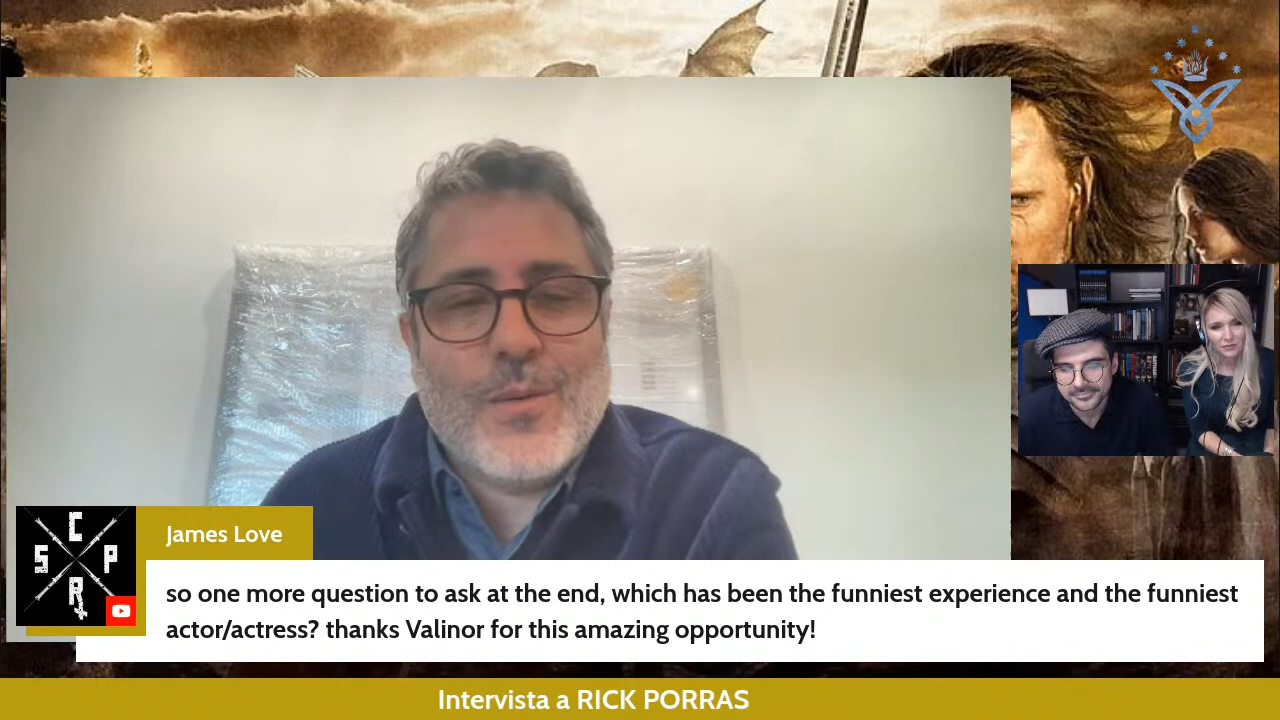 C
S P
R
James Love
so one more question to ask at the end, which has been the funniest experience and the funniest
actor/actress? thanks Valinor for this amazing opportunity!
Intervista a RICK PORRAS